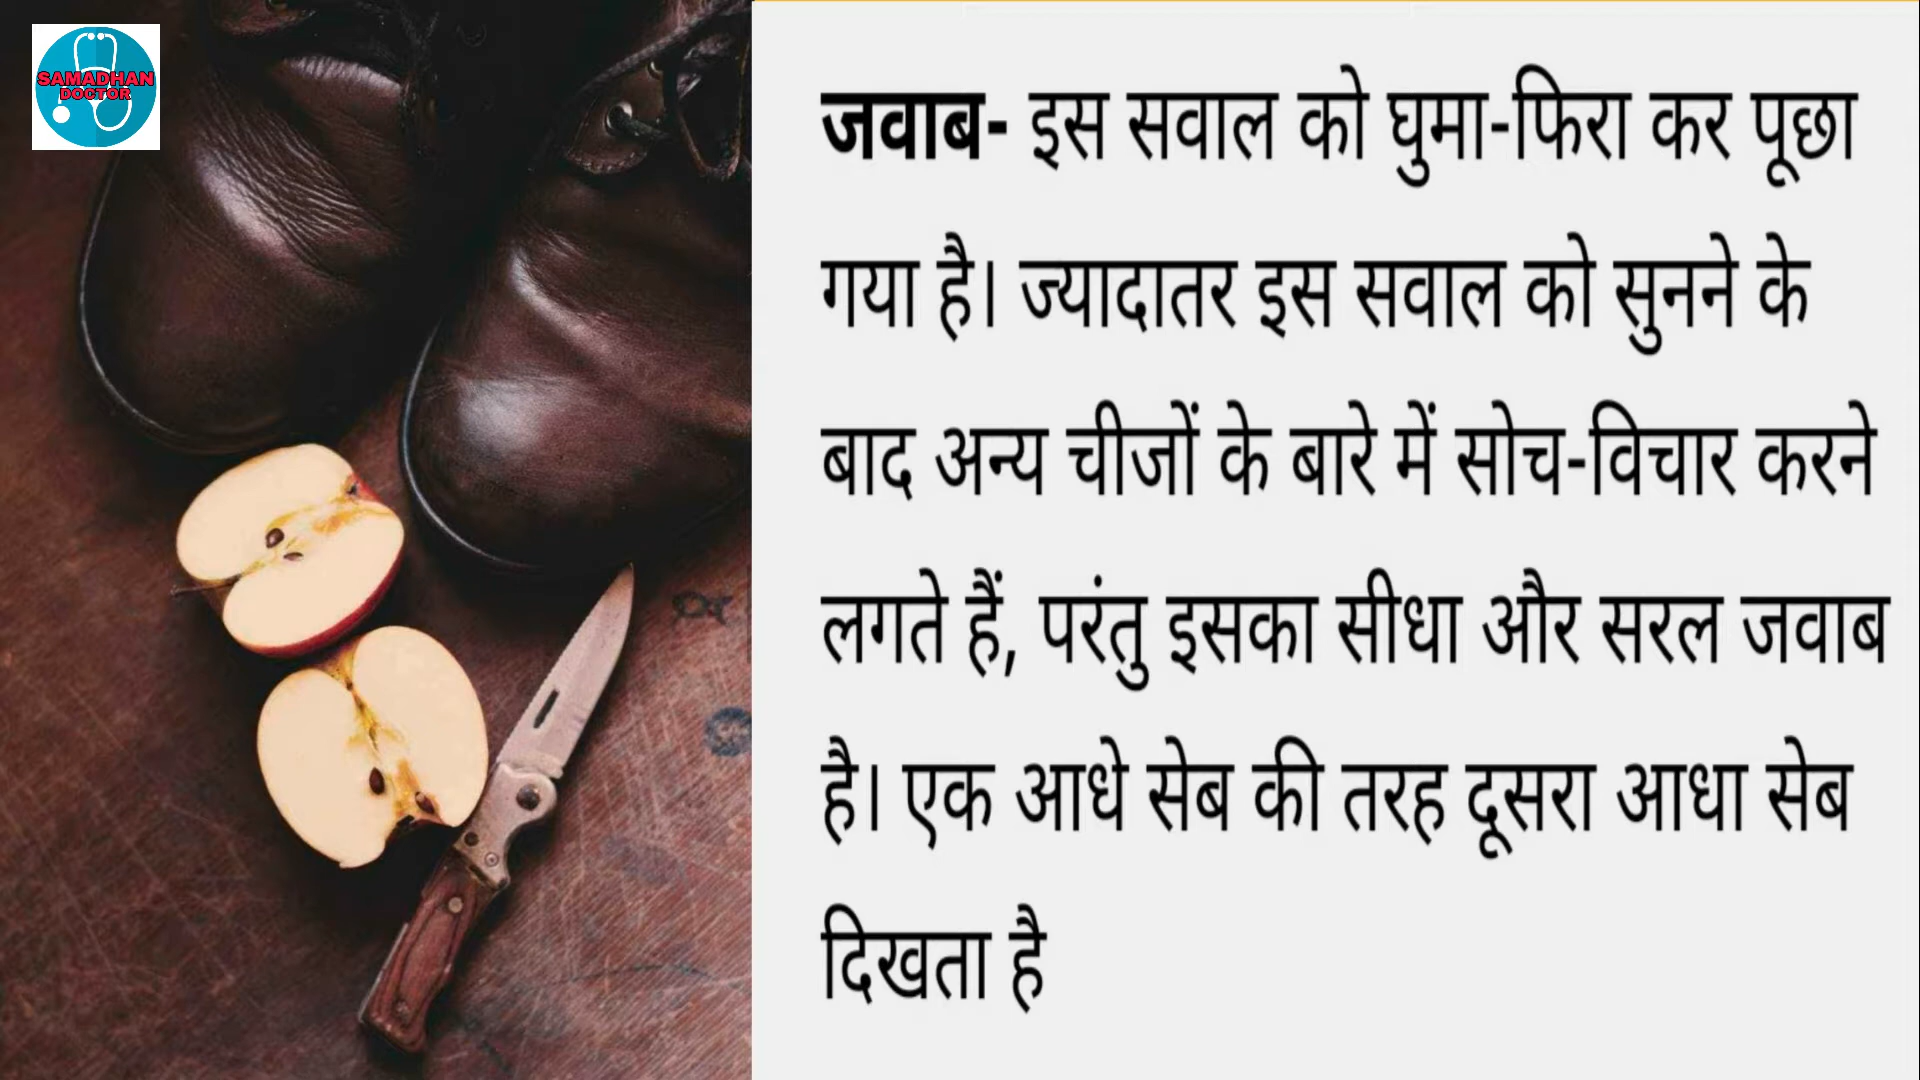 SAMADHAN
DOCTOR
जवाब- इस सवाल को घुमा-फिरा कर पूछा
गया है। ज्यादातर इस सवाल को सुनने के
बाद अन्य चीजों के बारे में सोच-विचार करने
लगते हैं, परंतु इसका सीधा और सरल जवाब
है। एक आधे सेब की तरह दूसरा आधा सेब
दिखता है